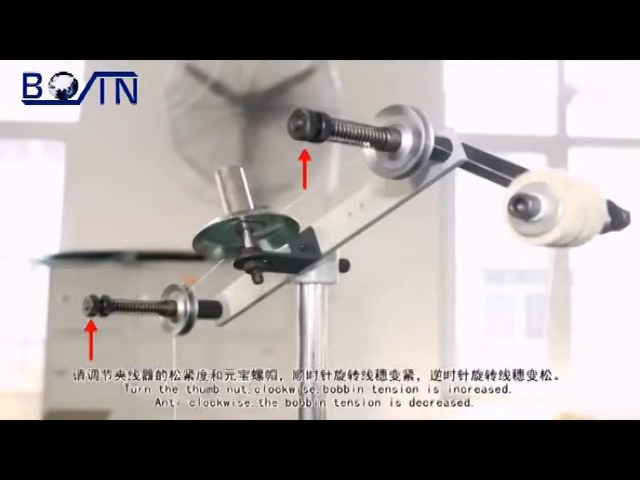 BOIN
请调节夹线器的松紧度和元宝螺帽，顺时针旋转线穗变紧，逆时针旋转线穗变松。
Turn the thumb nut,clockwise,bobbin tension is increased.
Anti clockwise,the bobbin tension is decreased.